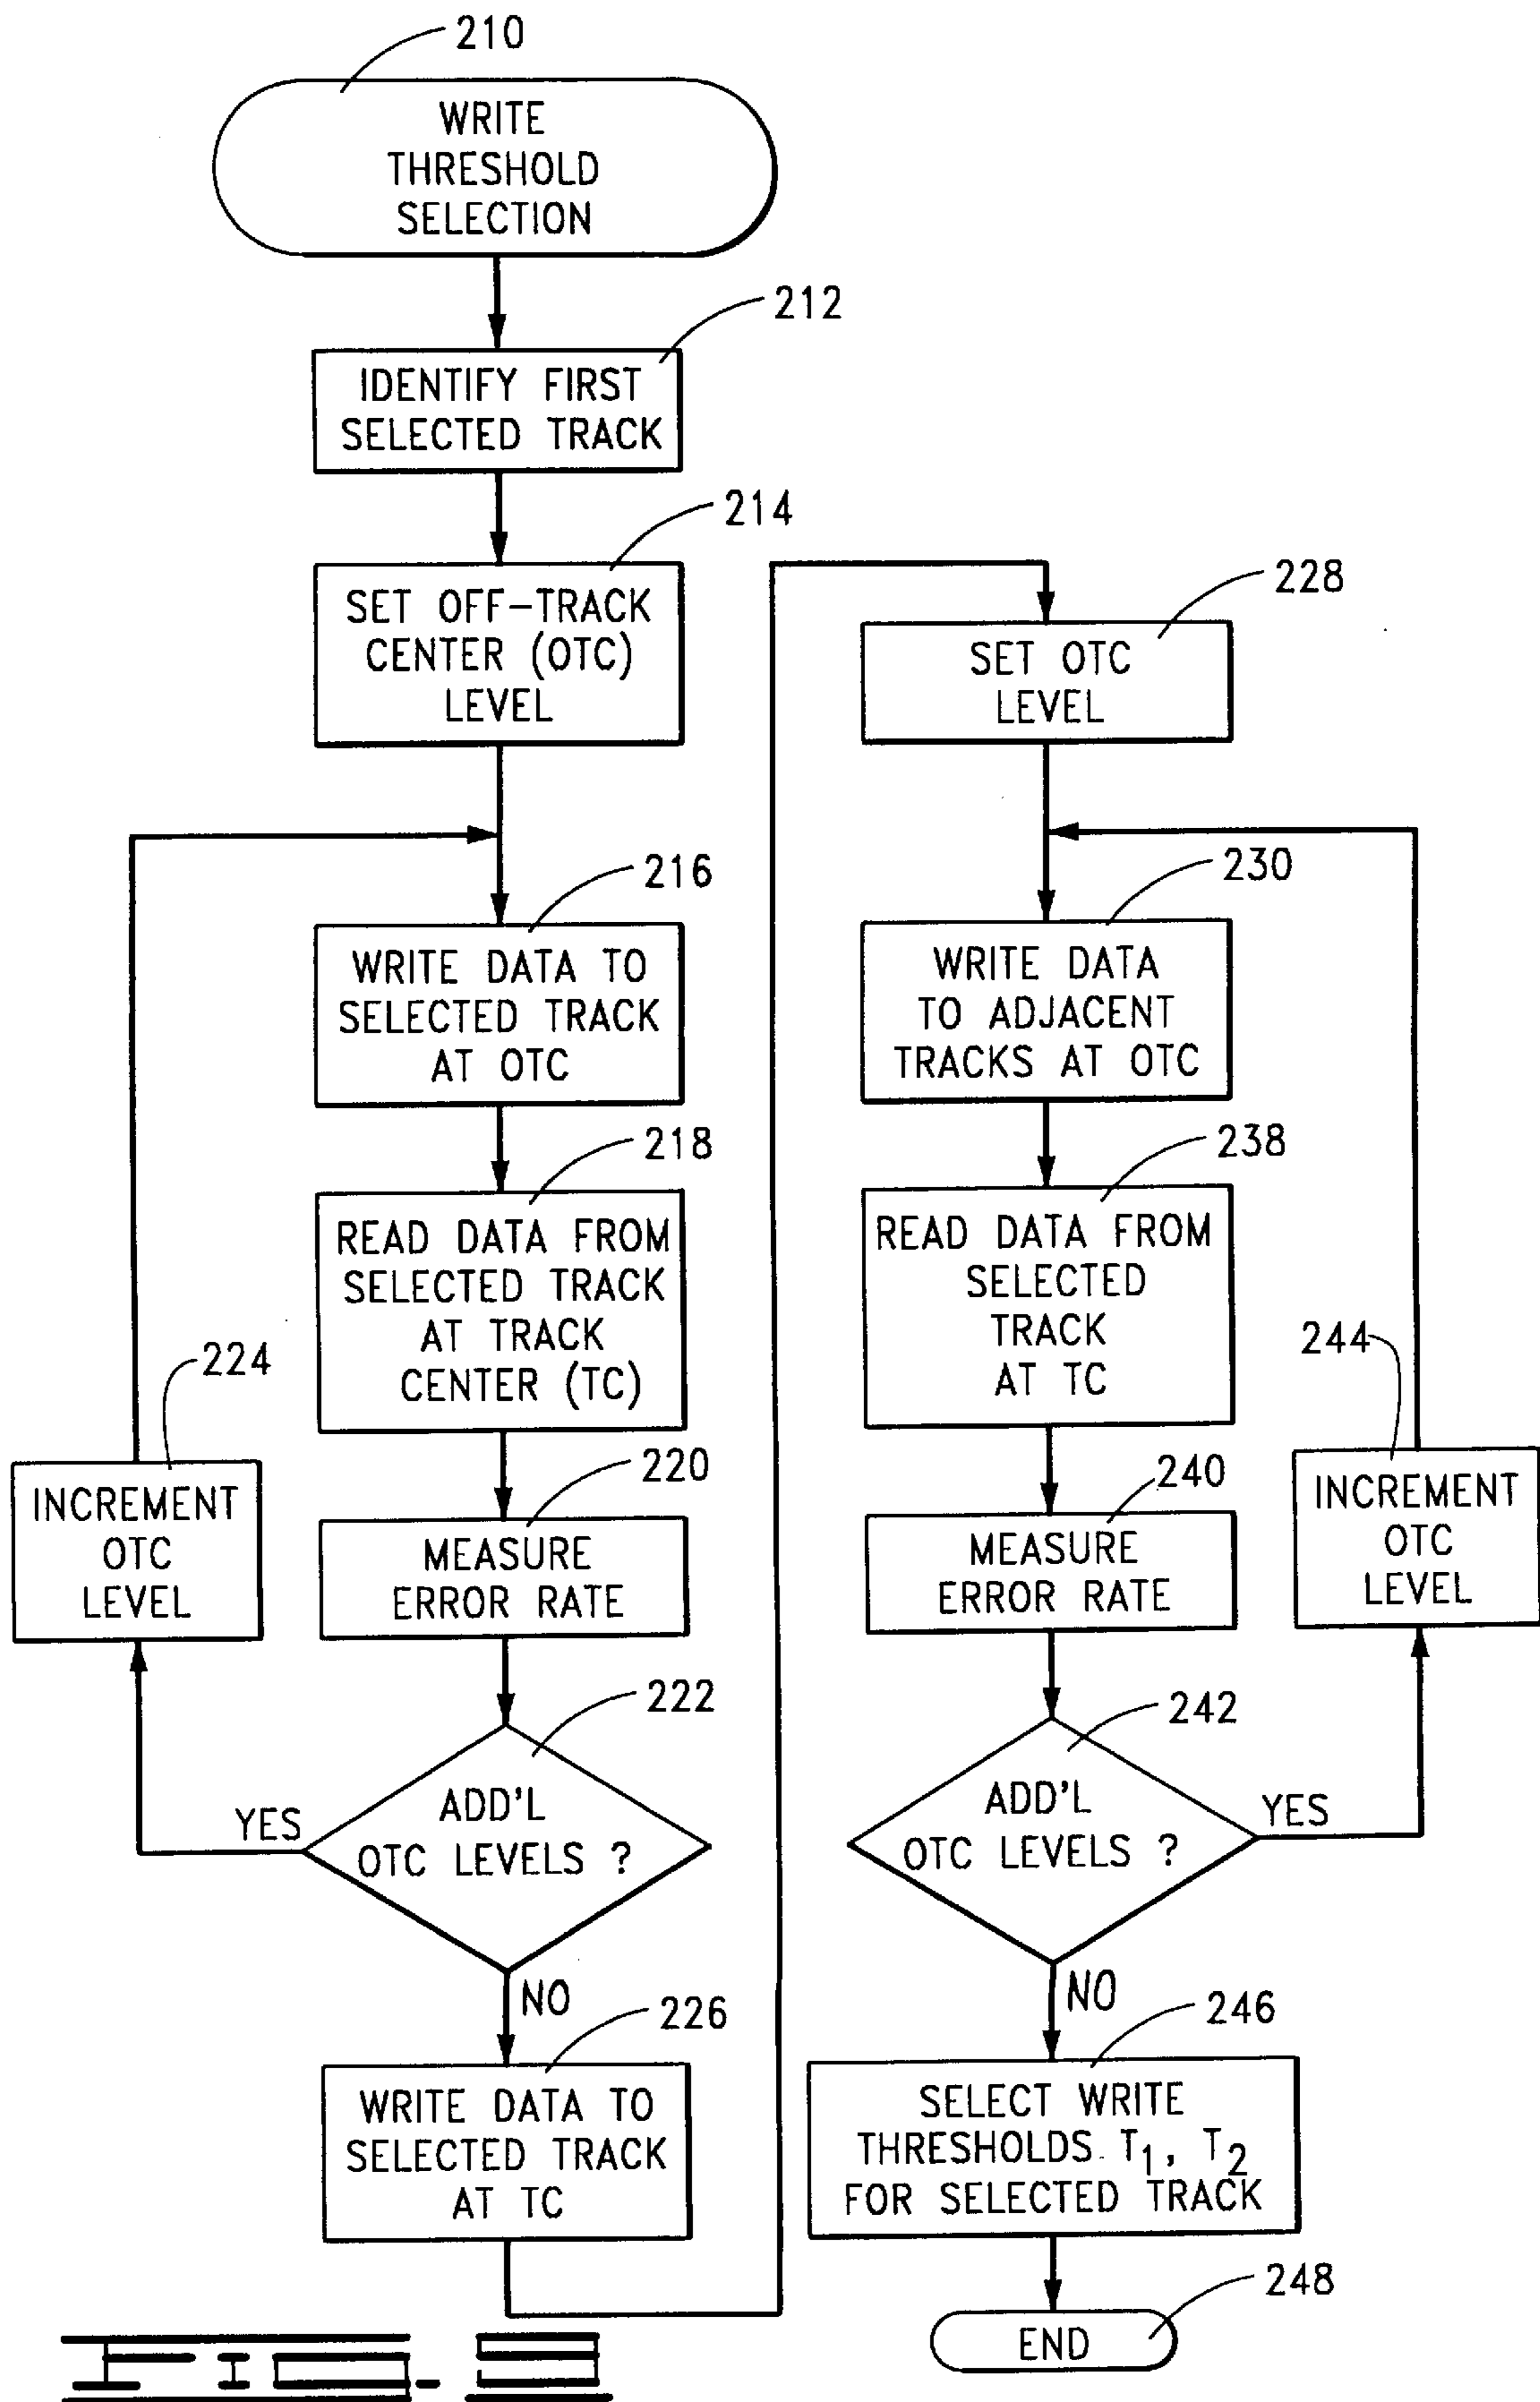 210
WRITE
THRESHOLD
SELECTION
212
IDENTIFY FIRST
SELECTED TRACK
214
SET OFF-TRACK
CENTER (OTC)
LEVEL
216
WRITE DATA TO
SELECTED TRACK
AT OTC
218
READ DATA FROM
SELECTED TRACK
AT TRACK
CENTER (TC)
224
INCREMENT
OTC
LEVEL
220
MEASURE
ERROR RATE
222
ADD'L
OTC LEVELS ?
YES
NO
226
WRITE DATA TO
SELECTED TRACK
AT TC
228
SET OTC
LEVEL
230
WRITE DATA
TO ADJACENT
TRACKS AT OTC
238
READ DATA FROM
SELECTED
TRACK
AT TC
244
INCREMENT
OTC
LEVEL
240
MEASURE
ERROR RATE
242
ADD'L
OTC LEVELS ?
YES
NO
246
SELECT WRITE
THRESHOLDS T1, T2
FOR SELECTED TRACK
248
END